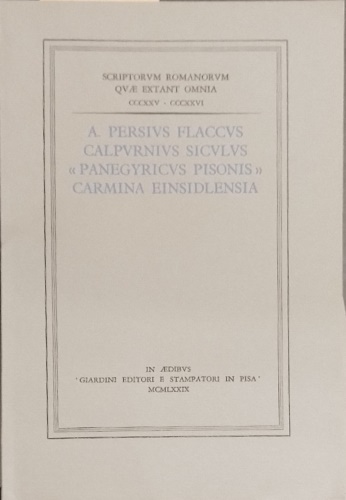 SCRIPTORVM ROMANORVM
QVÆ EXTANT OMNIA
CCCXXV - CCCXXVI
A. PERSIVS FLACCVS
CALPVRNIVS SICVLVS
«PANEGYRICVS PISONIS»
CARMINA EINSIDLENSIA
IN ÆDIBVS
'GIARDINI EDITORI E STAMPATORI IN PISA'
MCMLXXIX